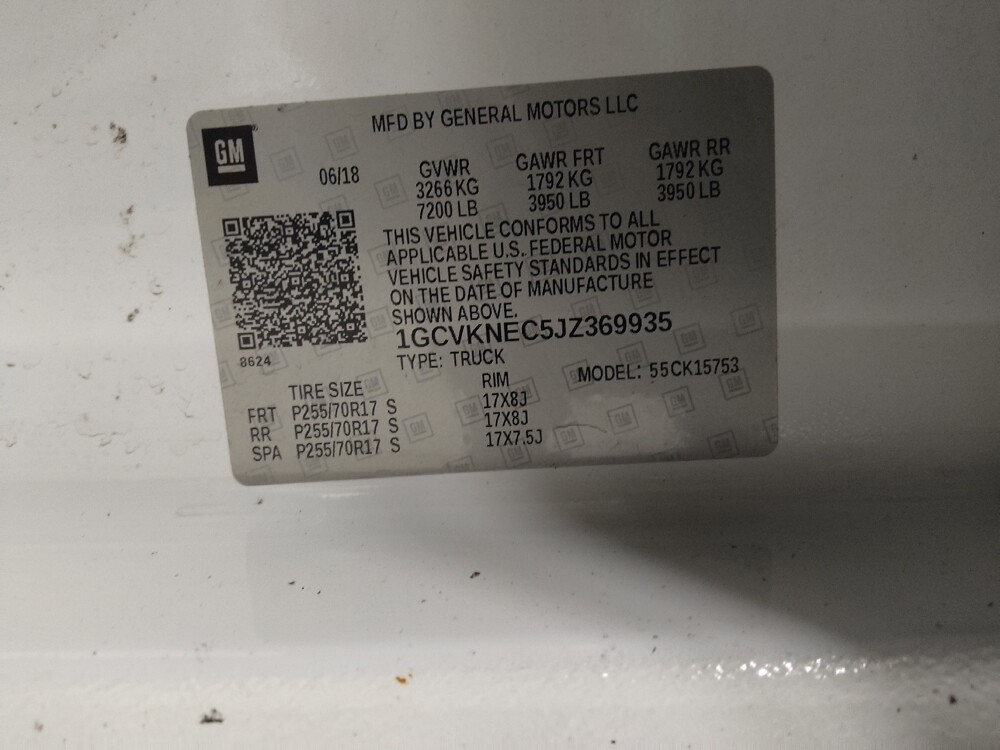 MFD BY GENERAL MOTORS LLC
GM
06/18
GVWR
3266 KG
7200 LB
GAWR FRT
1792 KG
3950 LB
GAWR RR
1792 KG
3950 LB
THIS VEHICLE CONFORMS TO ALL
APPLICABLE U.S. FEDERAL MOTOR
VEHICLE SAFETY STANDARDS IN EFFECT
ON THE DATE OF MANUFACTURE
SHOWN ABOVE.
1GCVKNEC5JZ369935
8624
TYPE: TRUCK
MODEL: 55CK15753
TIRE SIZE RIM
FRT P255/70R17 S 17X8J
RR P255/70R17 S 17X8J
SPA P255/70R17 S 17X7.5J